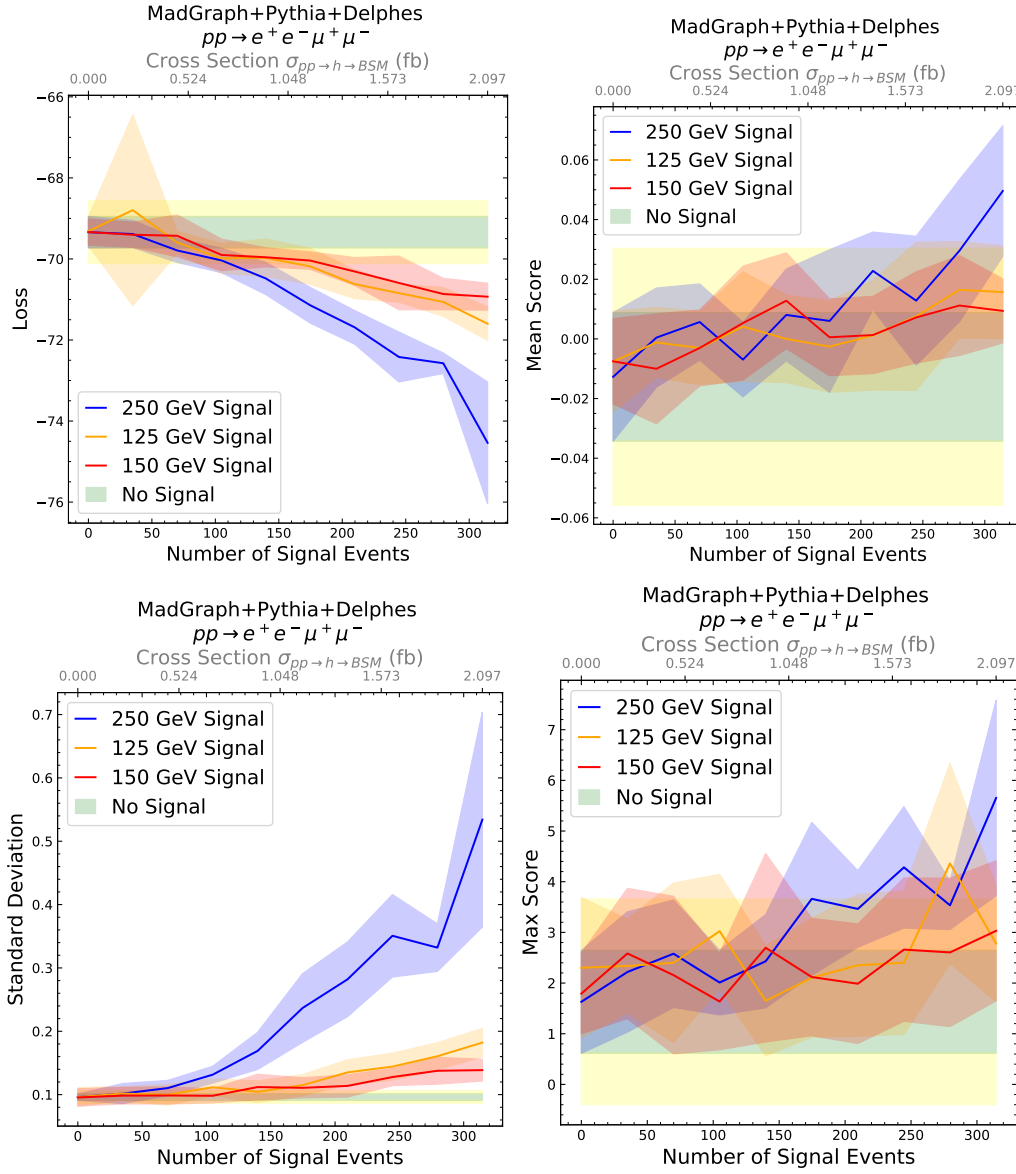 MadGraph+Pythia+Delphes
pp → e⁺e⁻μ⁺μ⁻
Cross Section σpp→h→BSM (fb)
0.000 0.524 1.048 1.573 2.097
−66
−68
−70
−72
−74
−76
Loss
250 GeV Signal
125 GeV Signal
150 GeV Signal
No Signal
0 50 100 150 200 250 300
Number of Signal Events
MadGraph+Pythia+Delphes
pp → e⁺e⁻μ⁺μ⁻
Cross Section σpp→h→BSM (fb)
0.000 0.524 1.048 1.573 2.097
0.06
0.04
0.02
0.00
−0.02
−0.04
−0.06
Mean Score
250 GeV Signal
125 GeV Signal
150 GeV Signal
No Signal
0 50 100 150 200 250 300
Number of Signal Events
MadGraph+Pythia+Delphes
pp → e⁺e⁻μ⁺μ⁻
Cross Section σpp→h→BSM (fb)
0.000 0.524 1.048 1.573 2.097
0.7
0.6
0.5
0.4
0.3
0.2
0.1
Standard Deviation
250 GeV Signal
125 GeV Signal
150 GeV Signal
No Signal
0 50 100 150 200 250 300
Number of Signal Events
MadGraph+Pythia+Delphes
pp → e⁺e⁻μ⁺μ⁻
Cross Section σpp→h→BSM (fb)
0.000 0.524 1.048 1.573 2.097
7
6
5
4
3
2
1
0
Max Score
250 GeV Signal
125 GeV Signal
150 GeV Signal
No Signal
0 50 100 150 200 250 300
Number of Signal Events